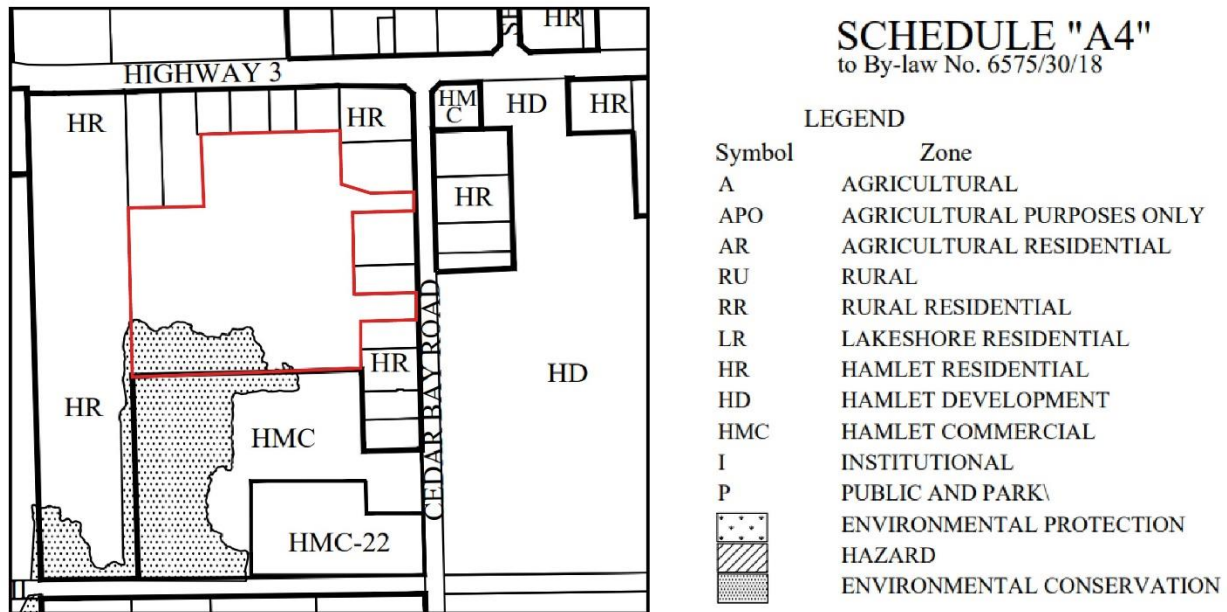 HR
HIGHWAY 3
HR
HR
HM
C
HD
HR
HR
HR
HR
HMC
HMC-22
CEDAR BAY ROAD
HD
SCHEDULE "A4"
to By-law No. 6575/30/18
LEGEND
Symbol Zone
A AGRICULTURAL
APO AGRICULTURAL PURPOSES ONLY
AR AGRICULTURAL RESIDENTIAL
RU RURAL
RR RURAL RESIDENTIAL
LR LAKESHORE RESIDENTIAL
HR HAMLET RESIDENTIAL
HD HAMLET DEVELOPMENT
HMC HAMLET COMMERCIAL
I INSTITUTIONAL
P PUBLIC AND PARK\
ENVIRONMENTAL PROTECTION
HAZARD
ENVIRONMENTAL CONSERVATION